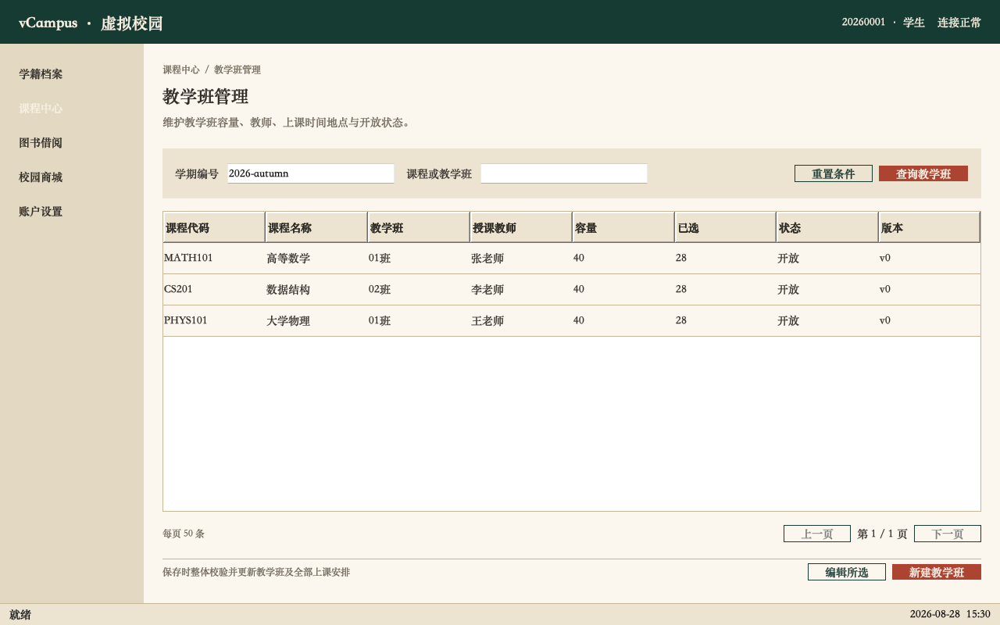 vCampus · 虚拟校园
20260001 · 学生 连接正常
学籍档案
课程中心
图书借阅
校园商城
账户设置
课程中心 / 教学班管理
教学班管理
维护教学班容量、教师、上课时间地点与开放状态。
学期编号 2026-autumn 课程或教学班 重置条件 查询教学班
课程代码 课程名称 教学班 授课教师 容量 已选 状态 版本
MATH101 高等数学 01班 张老师 40 28 开放 v0
CS201 数据结构 02班 李老师 40 28 开放 v0
PHYS101 大学物理 01班 王老师 40 28 开放 v0
每页 50 条 上一页 第 1 / 1 页 下一页
保存时整体校验并更新教学班及全部上课安排 编辑所选 新建教学班
就绪 2026-08-28 15:30